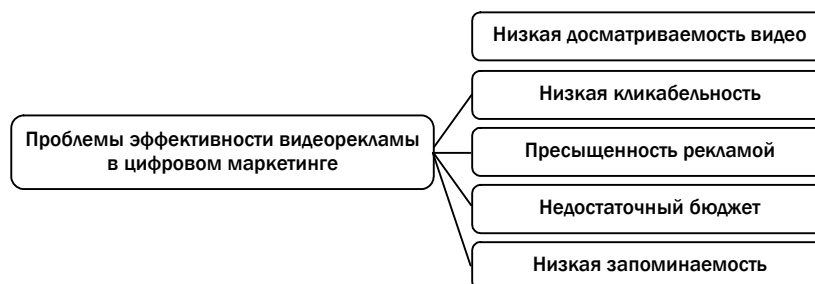 Низкая досматриваемость видео
Низкая кликабельность
Проблемы эффективности видеорекламы
в цифровом маркетинге
Пресыщенность рекламой
Недостаточный бюджет
Низкая запоминаемость